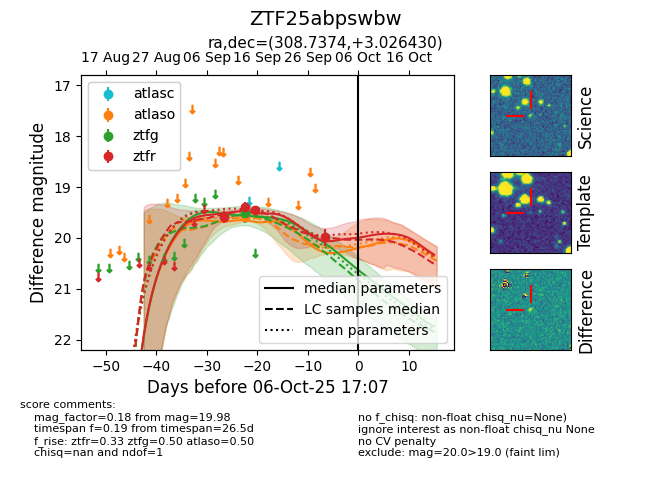 ZTF25abpswbw
ra,dec=(308.7374,+3.026430)
17 Aug 27 Aug 06 Sep 16 Sep 26 Sep 06 Oct 16 Oct
17
18
19
20
21
22
Difference magnitude
atlasc
atlaso
ztfg
ztfr
median parameters
LC samples median
mean parameters
−50 −40 −30 −20 −10 0 10
Days before 06-Oct-25 17:07
Science
Template
Difference
score comments:
mag_factor=0.18 from mag=19.98
timespan f=0.19 from timespan=26.5d
f_rise: ztfr=0.33 ztfg=0.50 atlaso=0.50
chisq=nan and ndof=1
no f_chisq: non-float chisq_nu=None)
ignore interest as non-float chisq_nu None
no CV penalty
exclude: mag=20.0>19.0 (faint lim)